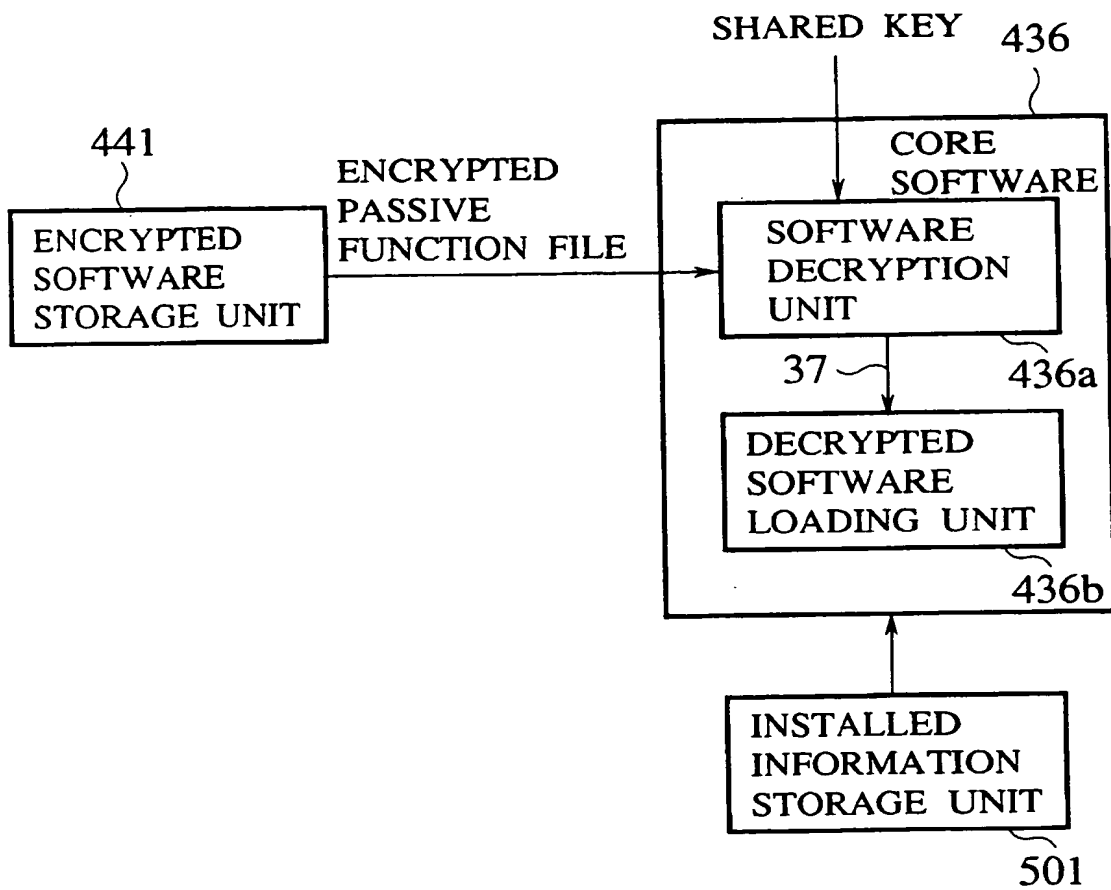 SHARED KEY
436
441
ENCRYPTED
PASSIVE
FUNCTION FILE
CORE
SOFTWARE
ENCRYPTED
SOFTWARE
STORAGE UNIT
SOFTWARE
DECRYPTION
UNIT
37
436a
DECRYPTED
SOFTWARE
LOADING UNIT
436b
INSTALLED
INFORMATION
STORAGE UNIT
501